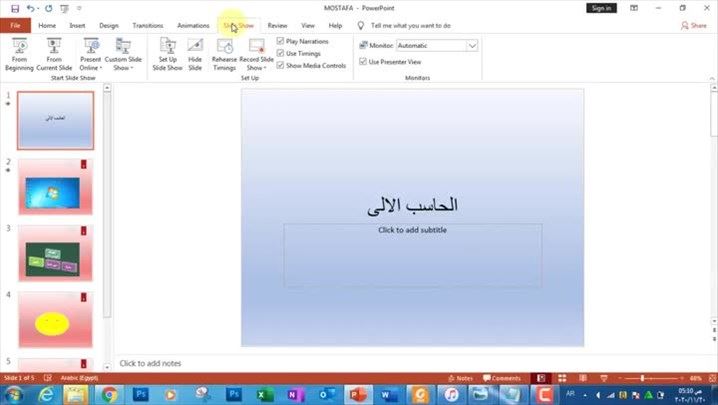 MOSTAFA - PowerPoint
Sign in
File Home Insert Design Transitions Animations Slide Show Review View Help Tell me what you want to do Share
From Beginning
From Current Slide
Present Online
Custom Slide Show
Set Up Slide Show
Hide Slide
Rehearse Timings
Record Slide Show
Play Narrations
Use Timings
Show Media Controls
Monitor: Automatic
Use Presenter View
Start Slide Show
Set Up
Monitors
1
الحاسب الالى
2
3
4
5
الحاسب الالى
Click to add subtitle
Click to add notes
Slide 1 of 5 Arabic (Egypt) Notes Comments 46%
AR
05:10 ص